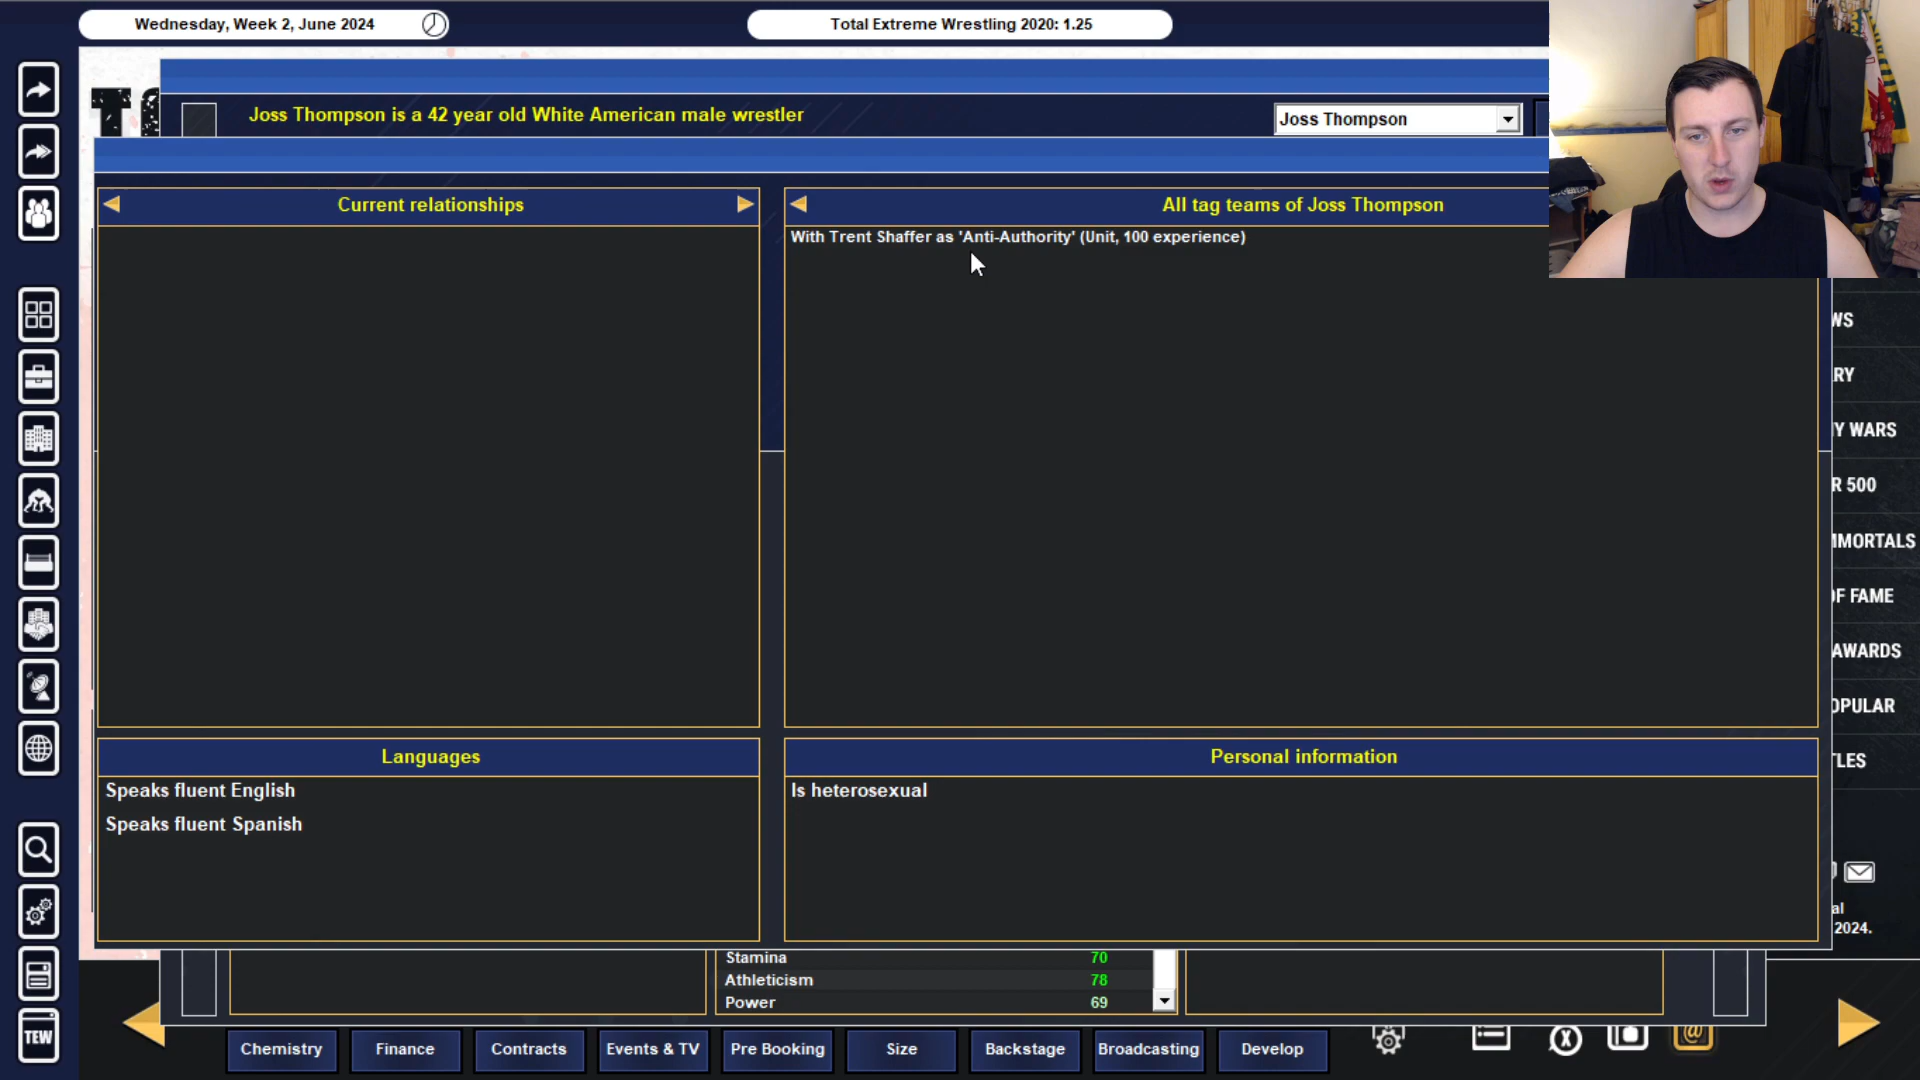 Wednesday, Week 2, June 2024
Total Extreme Wrestling 2020: 1.25
Joss Thompson is a 42 year old White American male wrestler
Joss Thompson
Current relationships
All tag teams of Joss Thompson
With Trent Shaffer as 'Anti-Authority' (Unit, 100 experience)
WS
RY
Y WARS
R 500
MMORTALS
OF FAME
AWARDS
OPULAR
TLES
Languages
Personal information
Speaks fluent English
Is heterosexual
Speaks fluent Spanish
al
2024.
Stamina 70
Athleticism 78
Power 69
TEW
Chemistry
Finance
Contracts
Events & TV
Pre Booking
Size
Backstage
Broadcasting
Develop